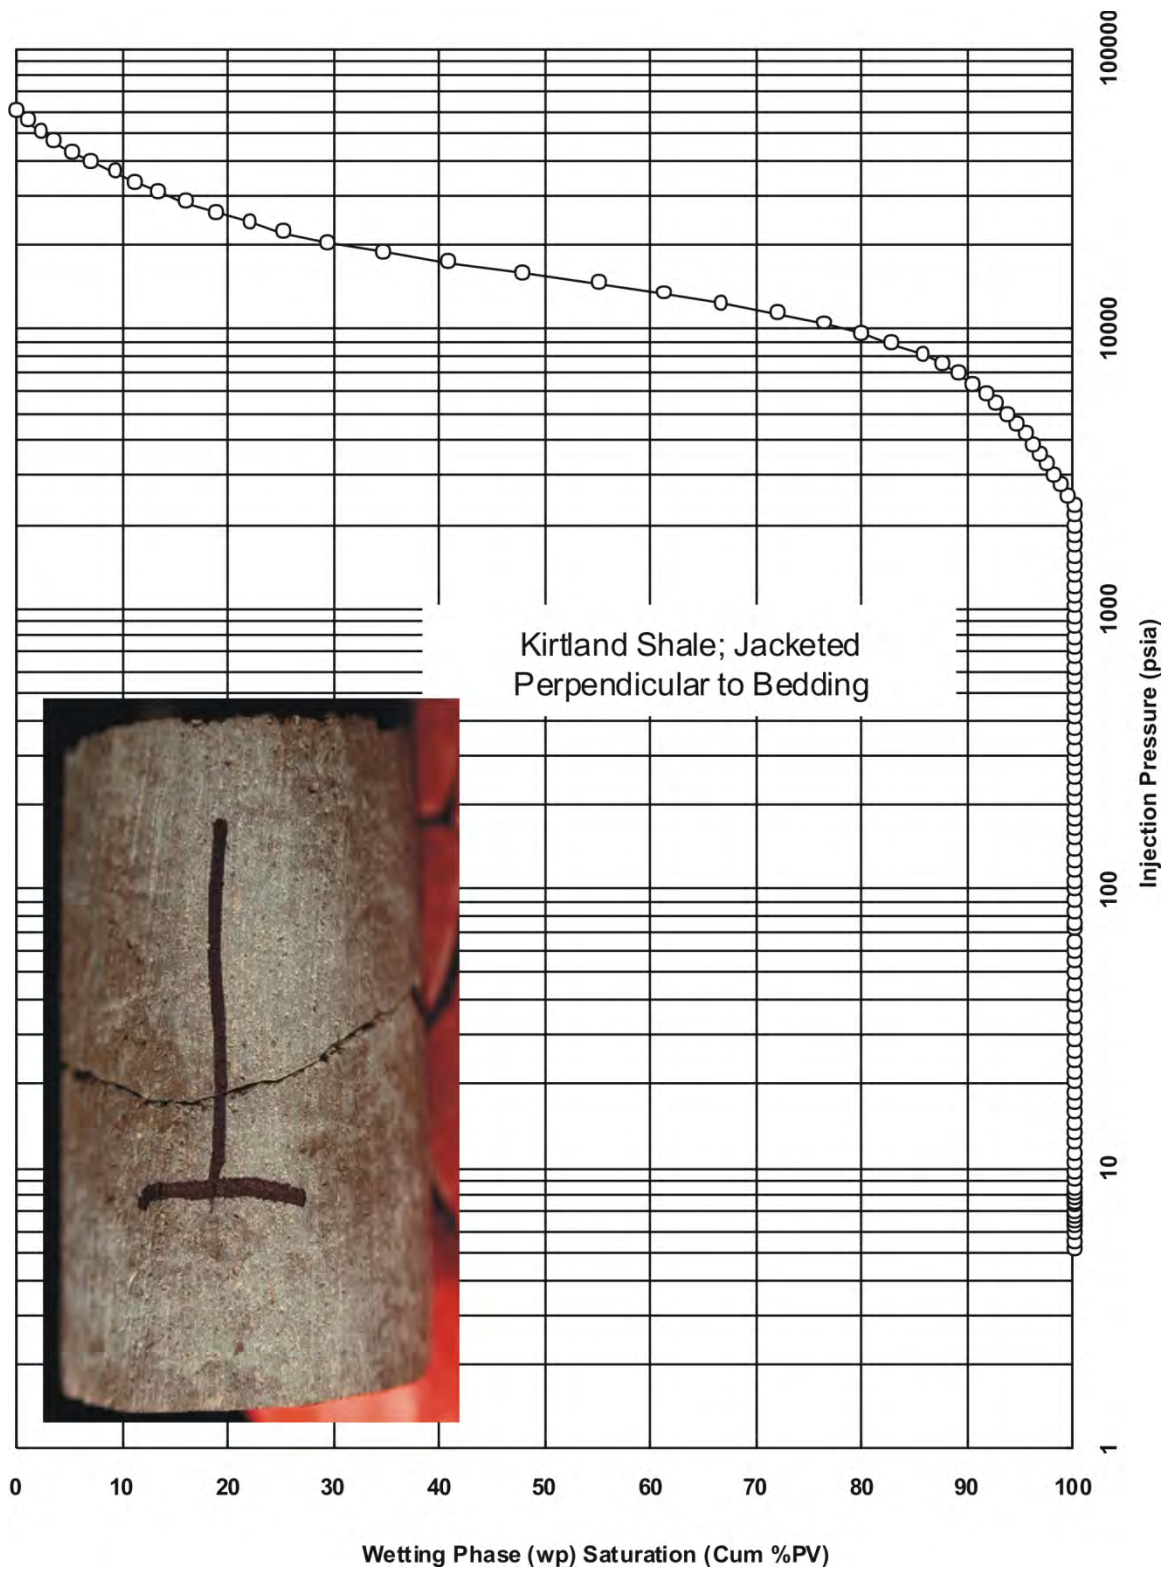 100000
10000
1000
100
10
1
Injection Pressure (psia)
Kirtland Shale; Jacketed
Perpendicular to Bedding
0 10 20 30 40 50 60 70 80 90 100
Wetting Phase (wp) Saturation (Cum %PV)